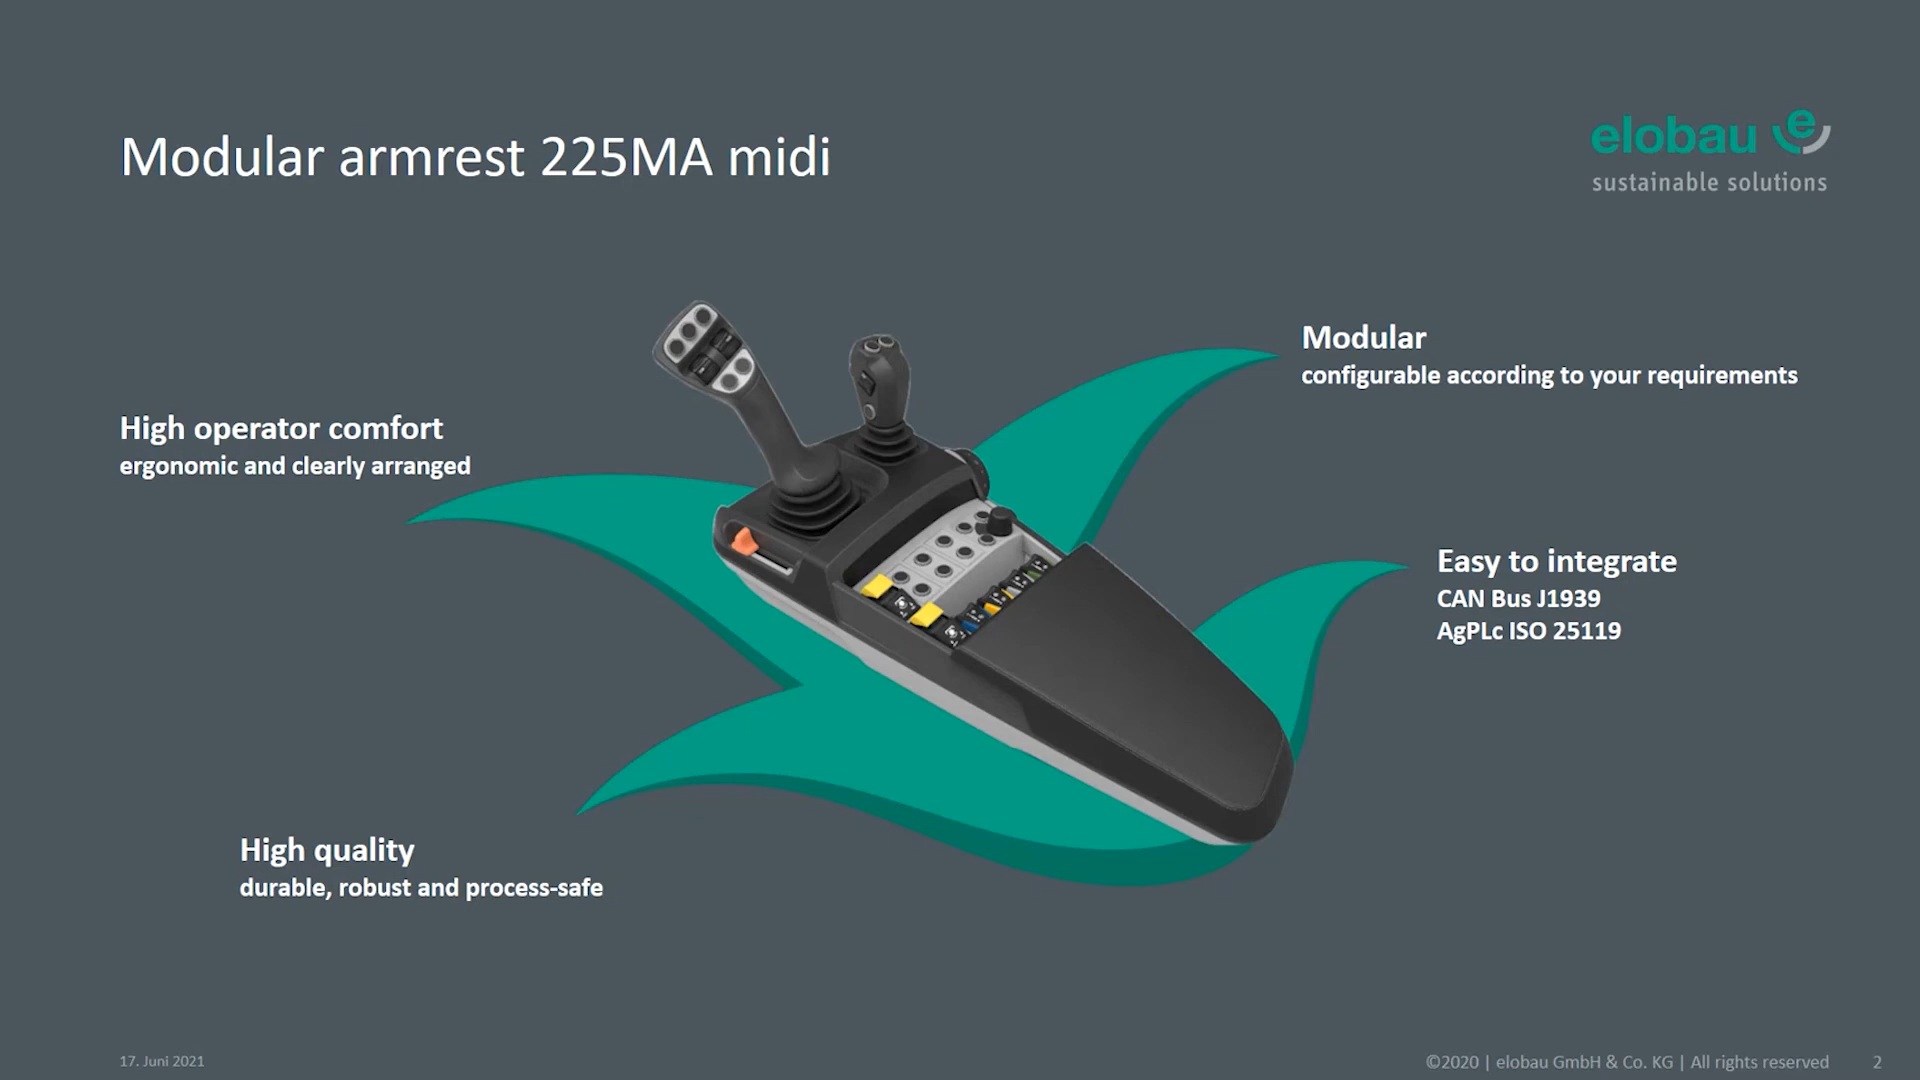 Modular armrest 225MA midi
elobau e
sustainable solutions
Modular
configurable according to your requirements
High operator comfort
ergonomic and clearly arranged
Easy to integrate
CAN Bus J1939
AgPLc ISO 25119
High quality
durable, robust and process-safe
17. Juni 2021
©2020 | elobau GmbH & Co. KG | All rights reserved 2